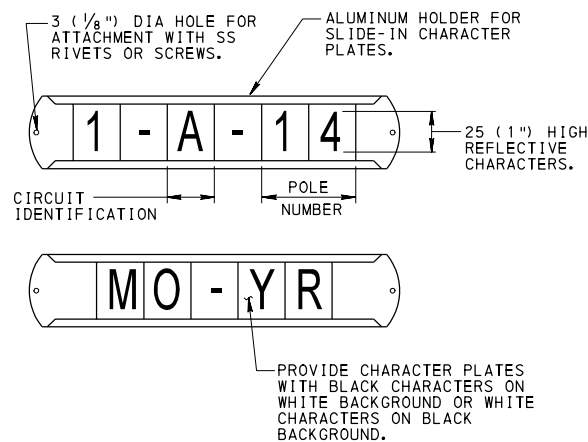 3 (⅛") DIA HOLE FOR
ATTACHMENT WITH SS
RIVETS OR SCREWS.
ALUMINUM HOLDER FOR
SLIDE-IN CHARACTER
PLATES.
1 - A - 1 4
25 (1") HIGH
REFLECTIVE
CHARACTERS.
CIRCUIT
IDENTIFICATION
POLE
NUMBER
MO - YR
PROVIDE CHARACTER PLATES
WITH BLACK CHARACTERS ON
WHITE BACKGROUND OR WHITE
CHARACTERS ON BLACK
BACKGROUND.